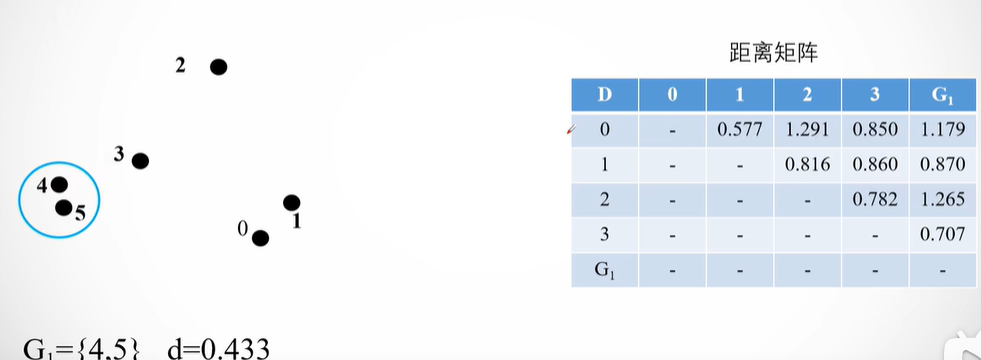 距离矩阵
2
3
4
5
0
1
D 0 1 2 3 G₁
0 - 0.577 1.291 0.850 1.179
1 - - 0.816 0.860 0.870
2 - - - 0.782 1.265
3 - - - - 0.707
G₁ - - - - -
G₁={4,5} d=0.433